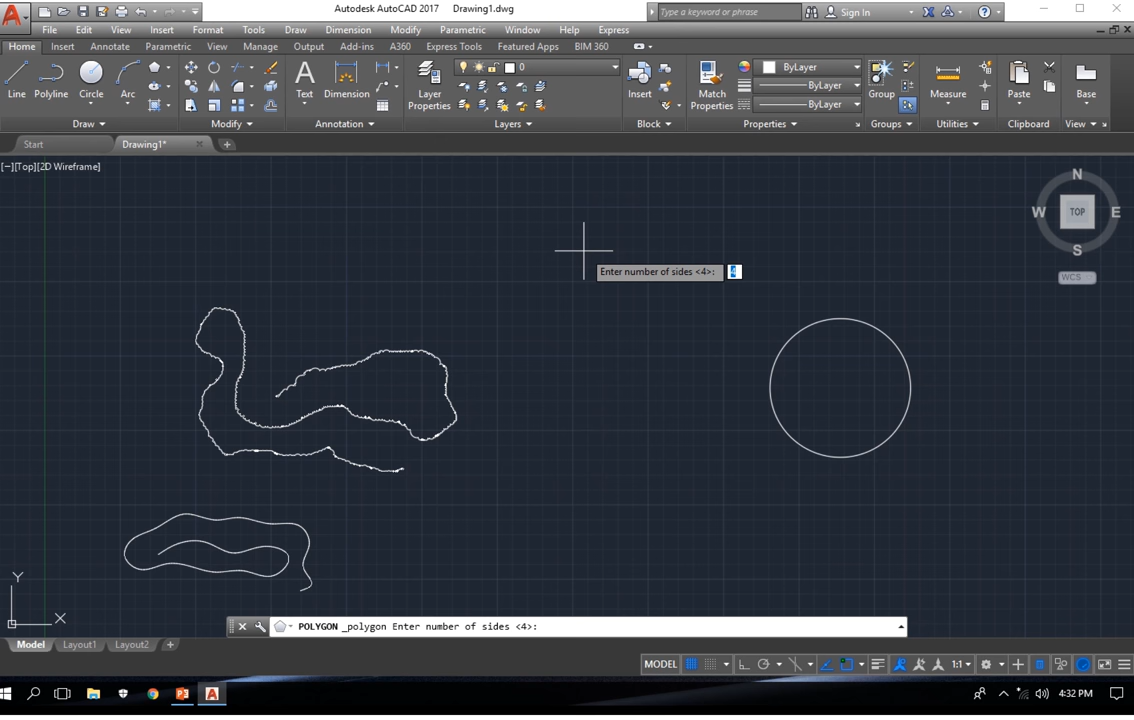 Autodesk AutoCAD 2017    Drawing1.dwg
Type a keyword or phrase
Sign In
File Edit View Insert Format Tools Draw Dimension Modify Parametric Window Help Express
Home Insert Annotate Parametric View Manage Output Add-ins A360 Express Tools Featured Apps BIM 360
0
ByLayer
ByLayer
ByLayer
Line Polyline Circle Arc
Text Dimension
Layer
Properties
Insert
Match
Properties
Group
Measure
Paste
Base
Draw Modify Annotation Layers Block Properties Groups Utilities Clipboard View
Start Drawing1*
[−][Top][2D Wireframe]
N
W TOP E
S
WCS
Enter number of sides <4>: 4
Y
X
POLYGON _polygon Enter number of sides <4>:
Model Layout1 Layout2
MODEL
1:1
4:32 PM